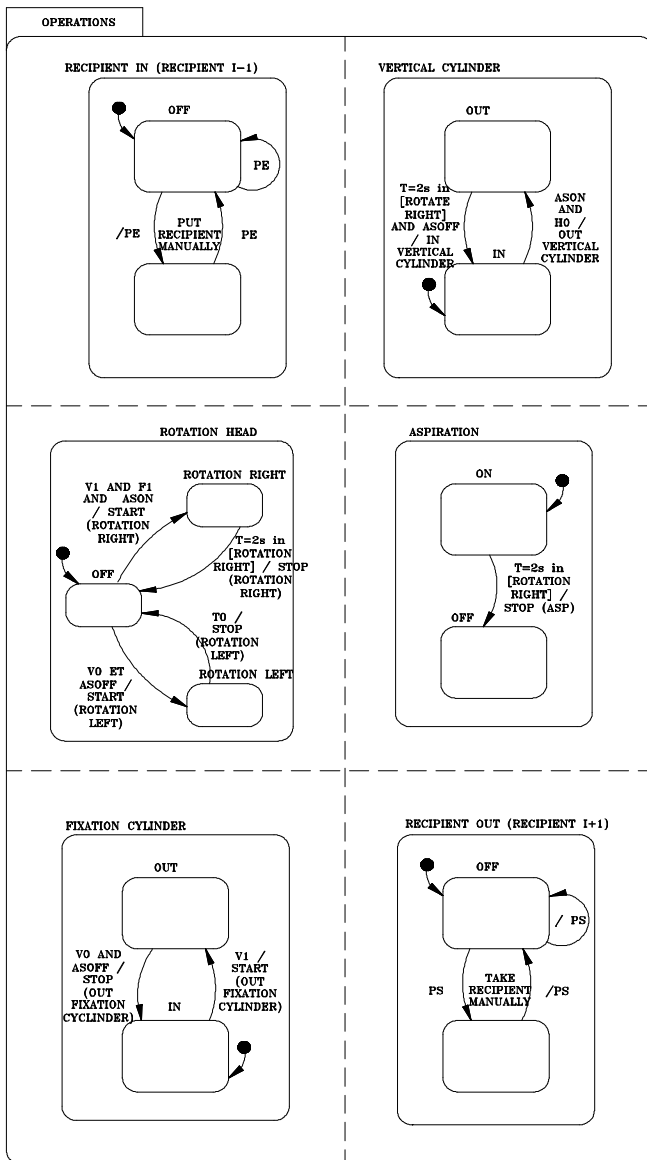 OPERATIONS
RECIPIENT IN (RECIPIENT I-1)
OFF
PE
/PE
PUT
RECIPIENT
MANUALLY
PE
VERTICAL CYLINDER
OUT
T=2s in
[ROTATE
RIGHT]
AND ASOFF
/ IN
VERTICAL
CYLINDER
IN
ASON
AND
H0 /
OUT
VERTICAL
CYLINDER
ROTATION HEAD
ROTATION RIGHT
V1 AND F1
AND ASON
/ START
(ROTATION
RIGHT)
T=2s in
[ROTATION
RIGHT] / STOP
(ROTATION
RIGHT)
OFF
T0 /
STOP
(ROTATION
LEFT)
ROTATION LEFT
V0 ET
ASOFF /
START
(ROTATION
LEFT)
ASPIRATION
ON
T=2s in
[ROTATION
RIGHT] /
STOP (ASP)
OFF
FIXATION CYLINDER
OUT
V0 AND
ASOFF /
STOP
(OUT
FIXATION
CYCLINDER)
IN
V1 /
START
(OUT
FIXATION
CYLINDER)
RECIPIENT OUT (RECIPIENT I+1)
OFF
/ PS
PS
TAKE
RECIPIENT
MANUALLY
/PS